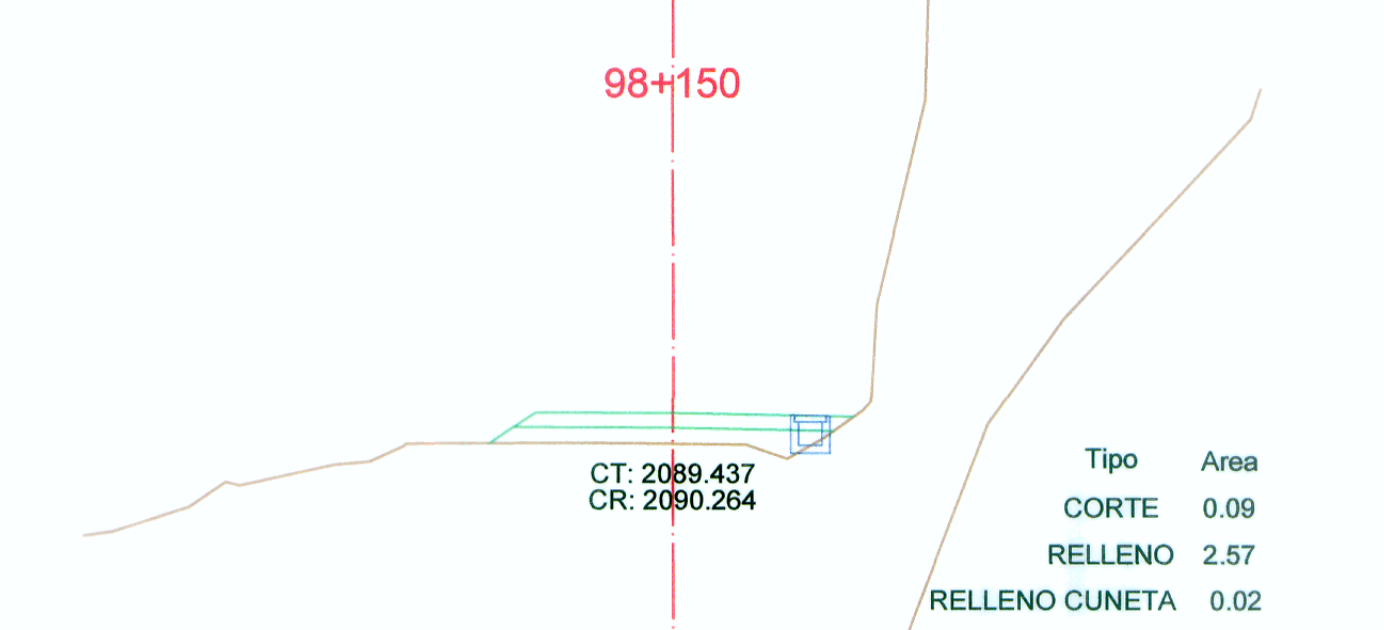 98+150
CT: 2089.437
CR: 2090.264
Tipo Area
CORTE 0.09
RELLENO 2.57
RELLENO CUNETA 0.02